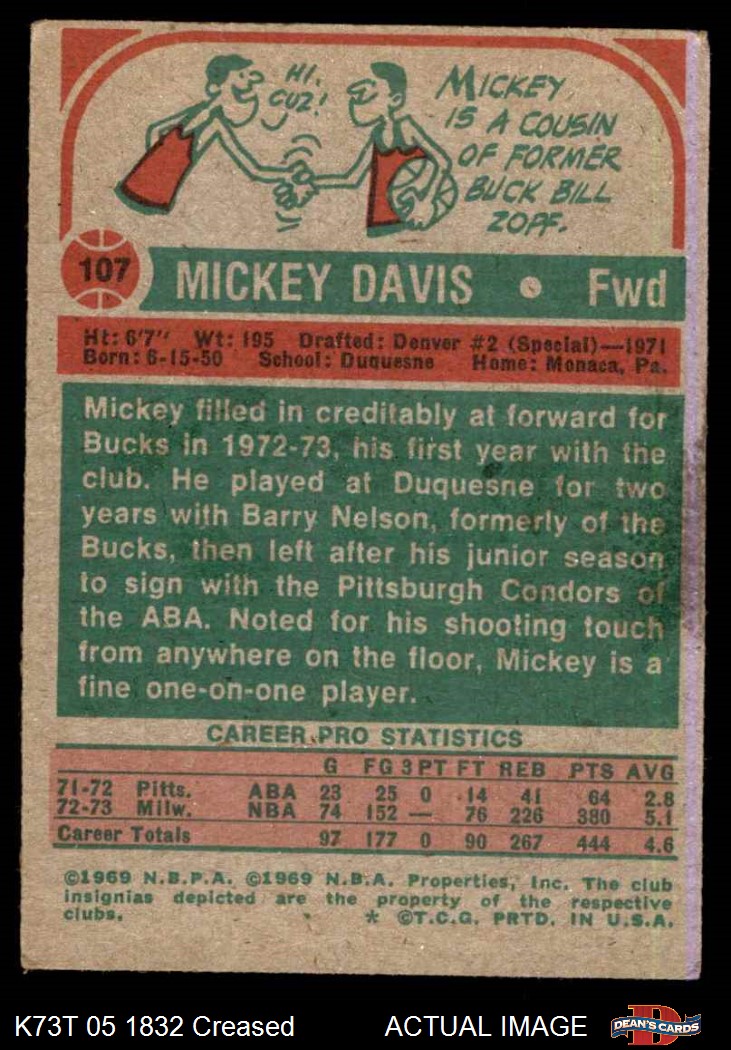 HI,
CUZ!
MICKEY
IS A COUSIN
OF FORMER
BUCK BILL
ZOPF.
107 MICKEY DAVIS • Fwd
Ht: 6'7" Wt: 195 Drafted: Denver #2 (Special)—1971
Born: 6-15-50 School: Duquesne Home: Monaca, Pa.
Mickey filled in creditably at forward for
Bucks in 1972-73, his first year with the
club. He played at Duquesne for two
years with Barry Nelson, formerly of the
Bucks, then left after his junior season
to sign with the Pittsburgh Condors of
the ABA. Noted for his shooting touch
from anywhere on the floor, Mickey is a
fine one-on-one player.
CAREER PRO STATISTICS
G FG 3PT FT REB PTS AVG
71-72 Pitts. ABA 23 25 0 14 41 64 2.8
72-73 Milw. NBA 74 152 — 76 226 380 5.1
Career Totals 97 177 0 90 267 444 4.6
©1969 N.B.P.A. ©1969 N.B.A. Properties, Inc. The club
insignias depicted are the property of the respective
clubs. * ©T.C.G. PRTD. IN U.S.A.
K73T 05 1832 Creased ACTUAL IMAGE
D
DEAN'S CARDS